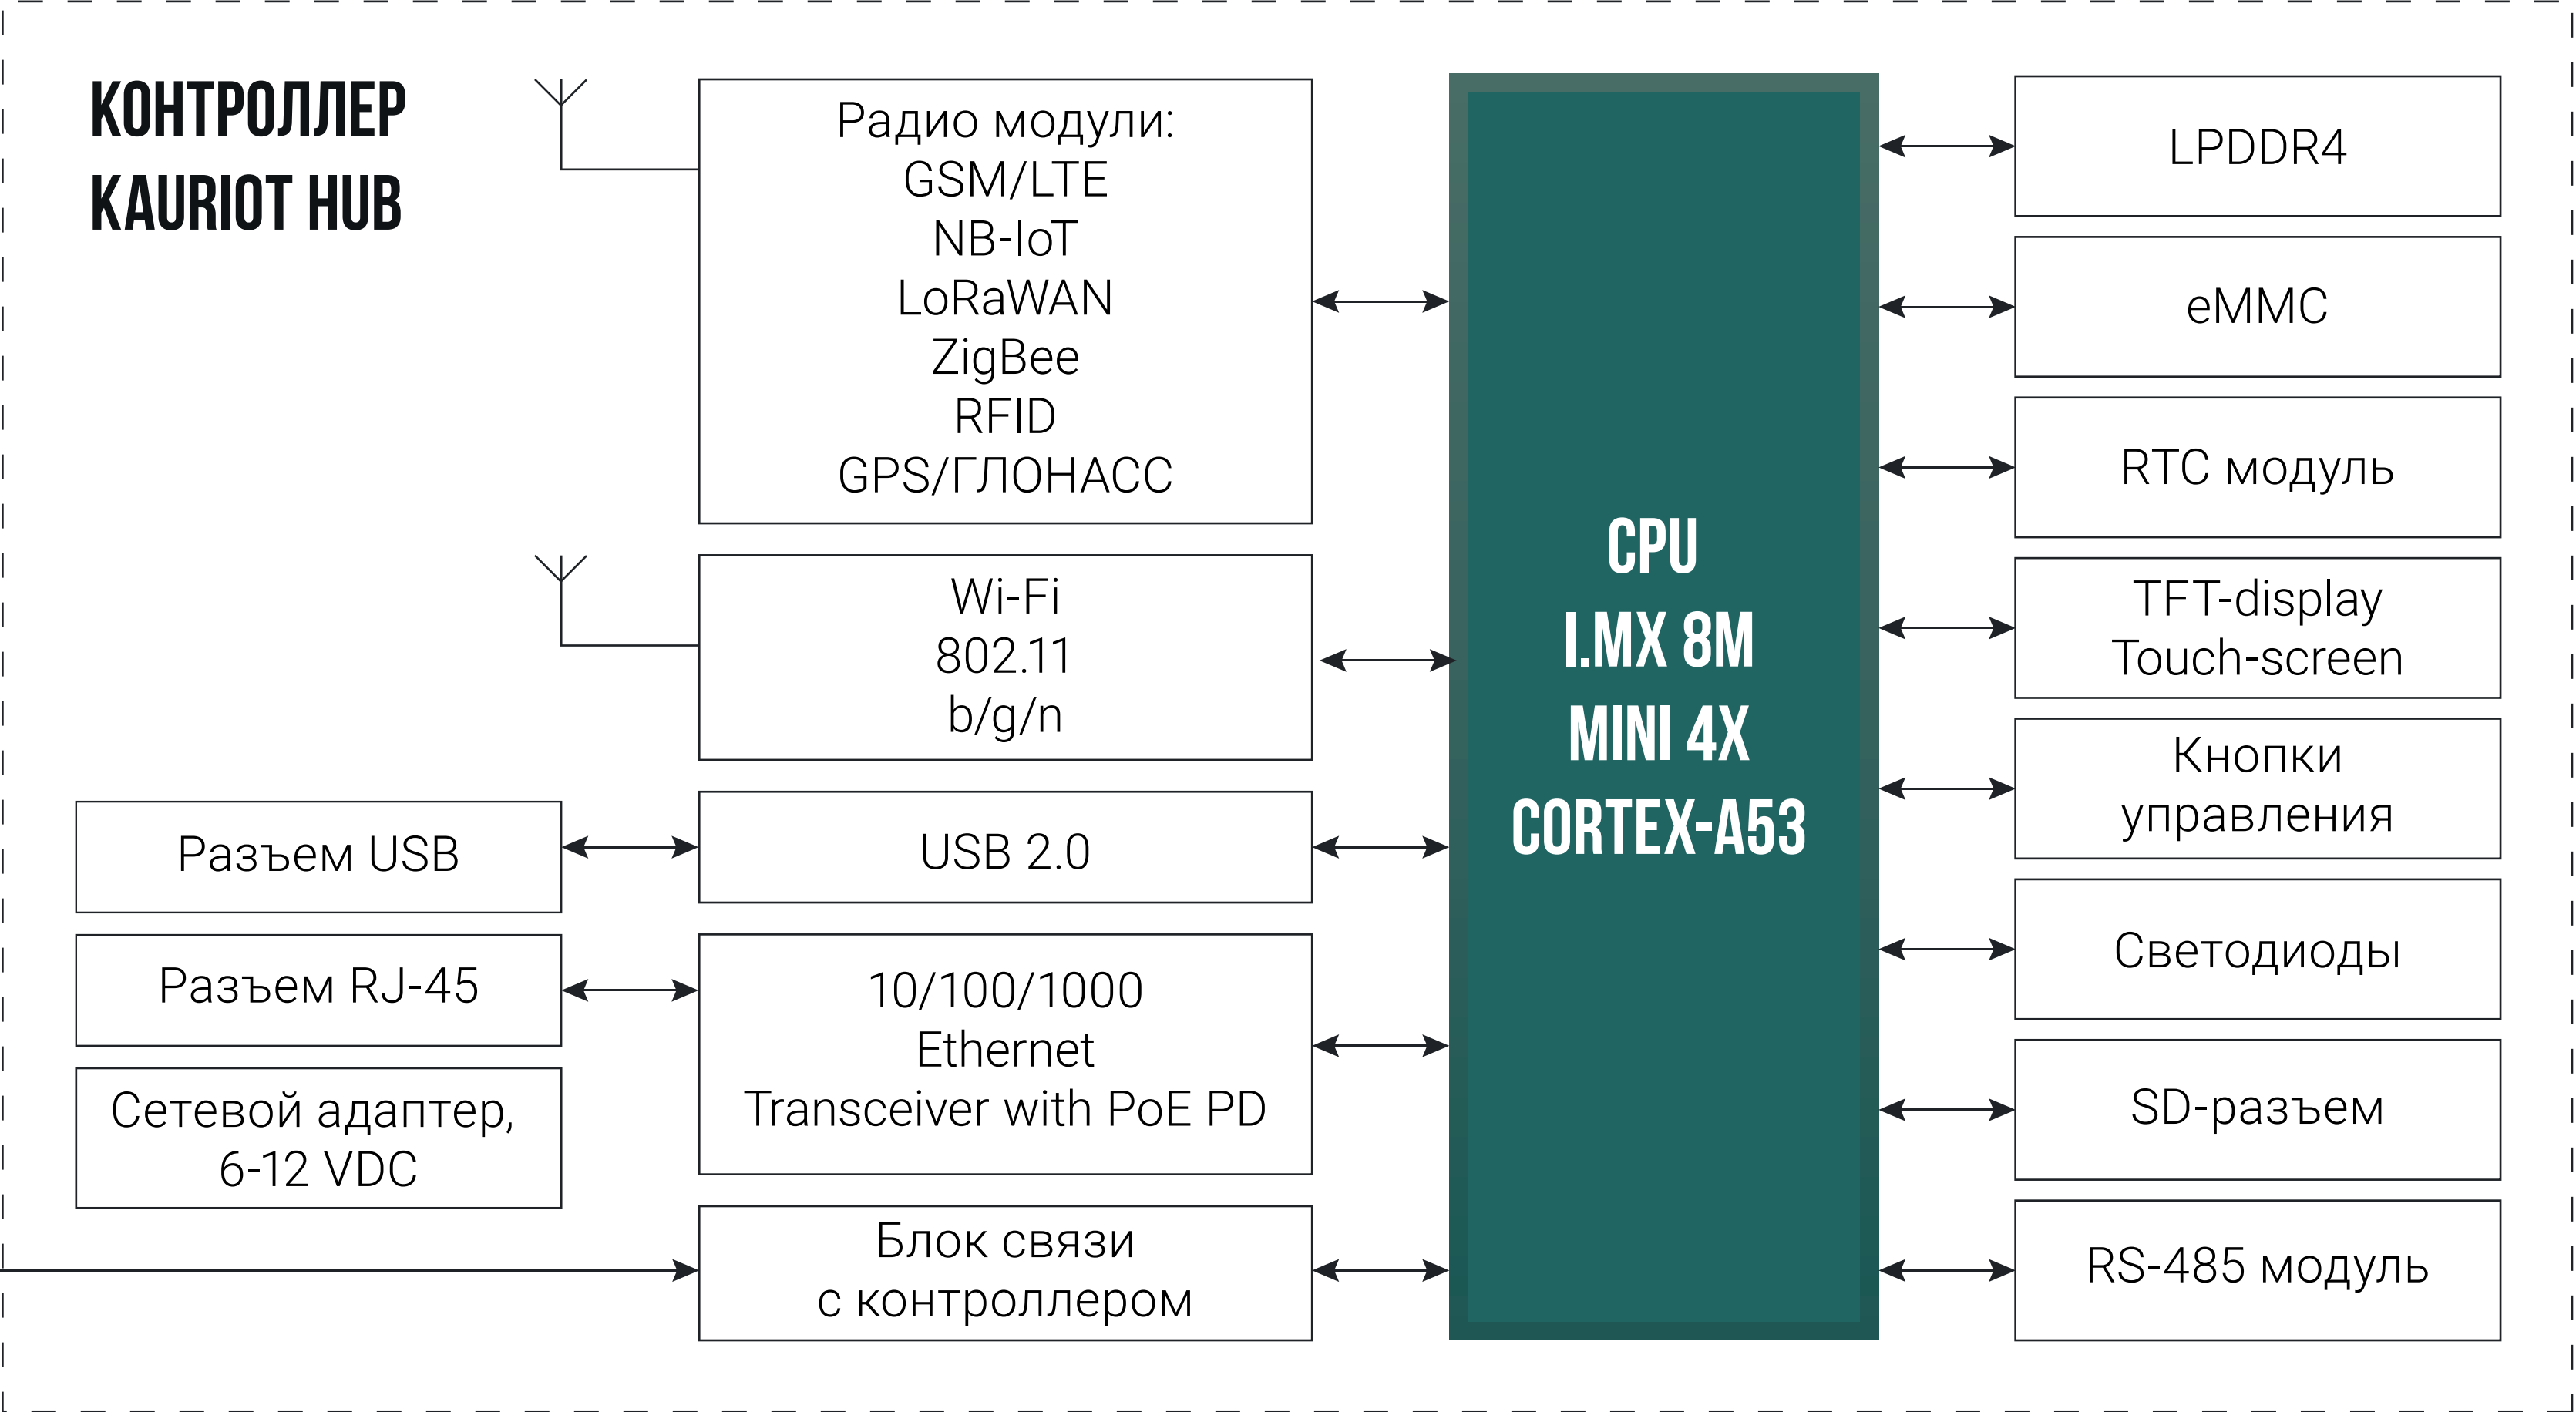 КОНТРОЛЛЕР
KAURIOT HUB
Радио модули:
GSM/LTE
NB-IoT
LoRaWAN
ZigBee
RFID
GPS/ГЛОНАСС
Wi-Fi
802.11
b/g/n
Разъем USB
USB 2.0
Разъем RJ-45
10/100/1000
Ethernet
Transceiver with PoE PD
Сетевой адаптер,
6-12 VDC
Блок связи
с контроллером
CPU
I.MX 8M
MINI 4X
CORTEX-A53
LPDDR4
eMMC
RTC модуль
TFT-display
Touch-screen
Кнопки
управления
Светодиоды
SD-разъем
RS-485 модуль